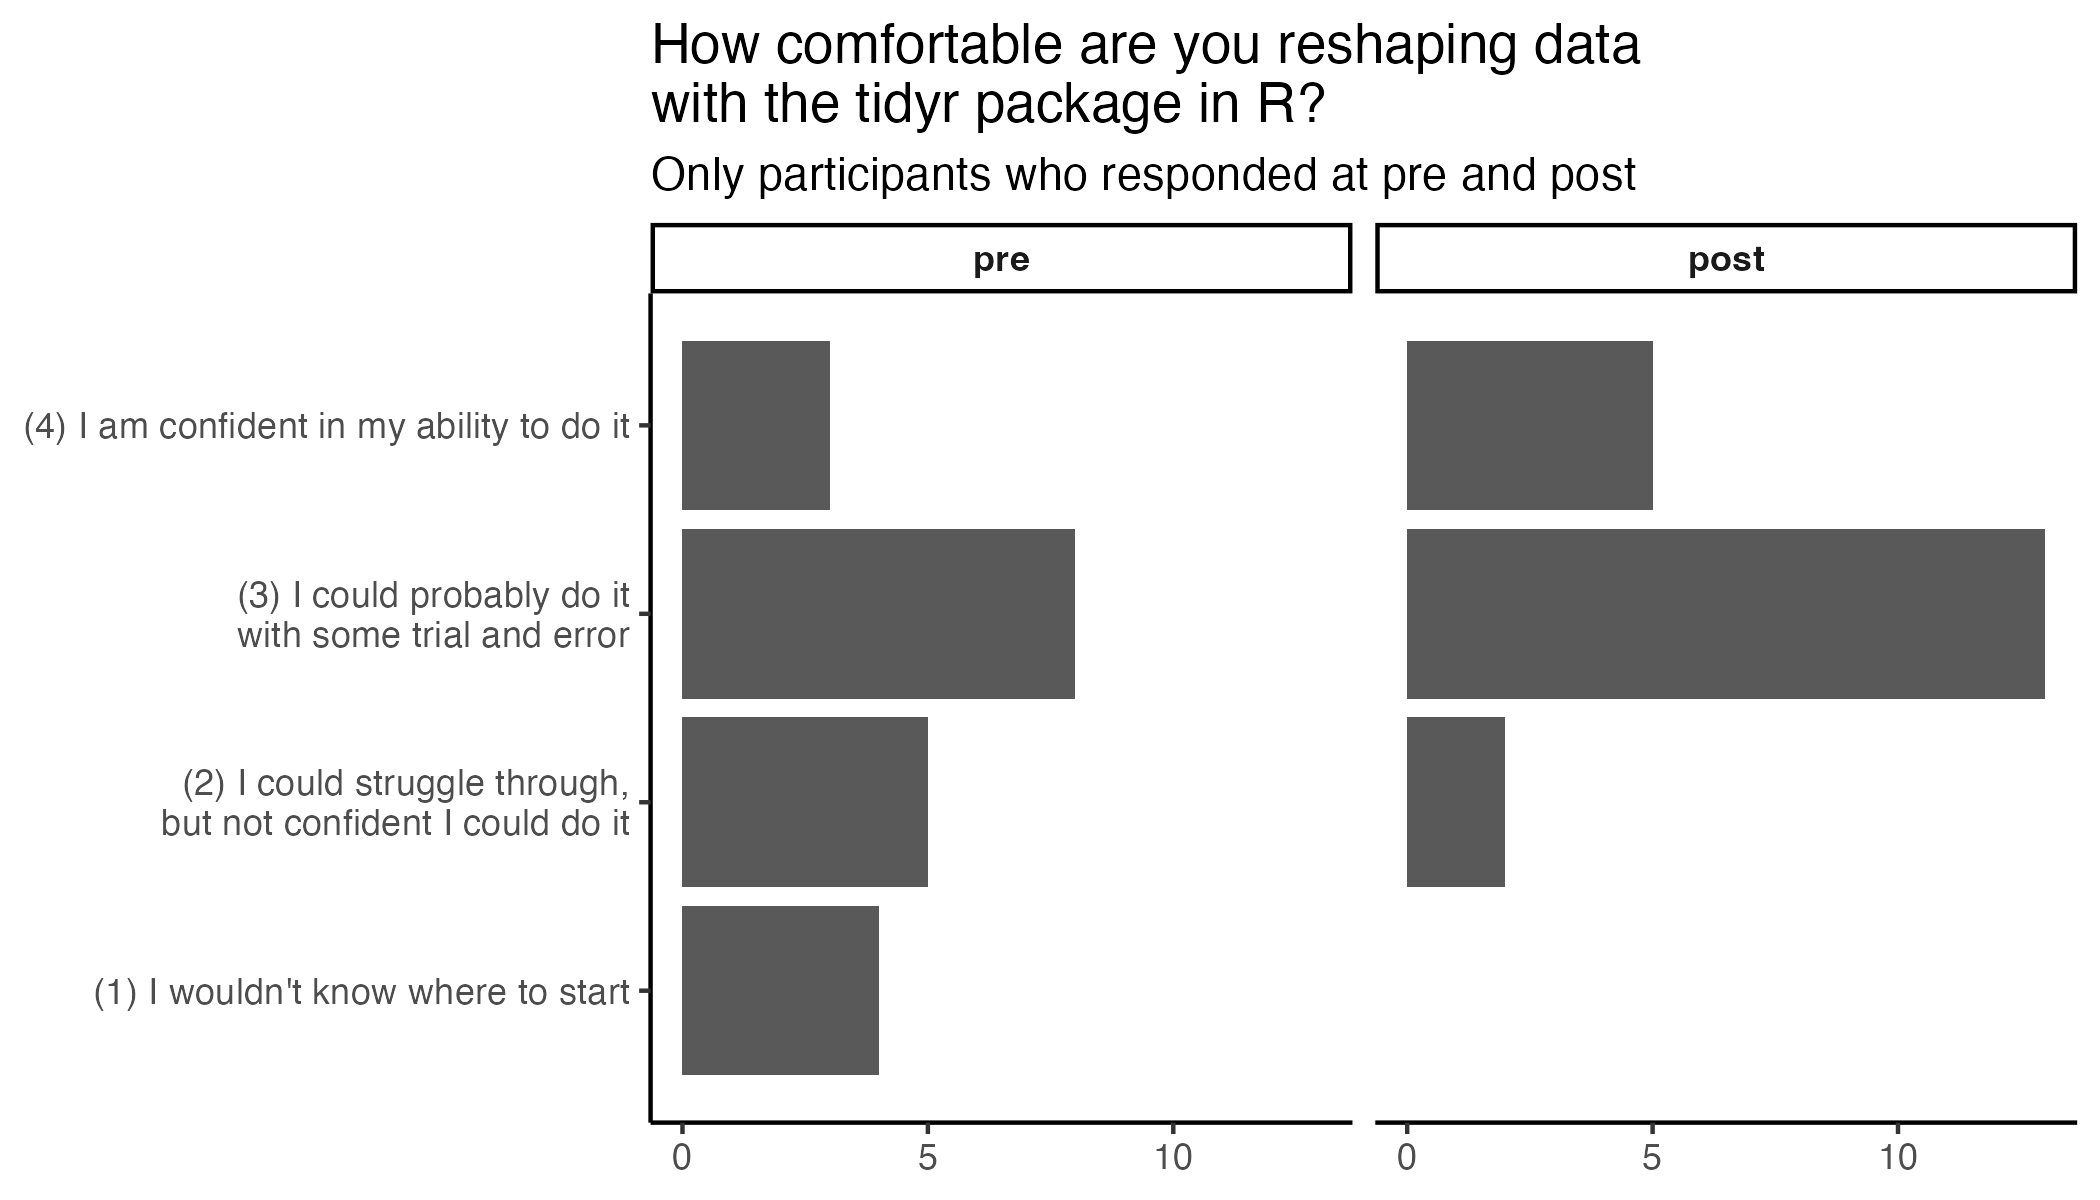 How comfortable are you reshaping data
with the tidyr package in R?
Only participants who responded at pre and post
pre
post
(4) I am confident in my ability to do it
(3) I could probably do it
with some trial and error
(2) I could struggle through,
but not confident I could do it
(1) I wouldn't know where to start
0 5 10
0 5 10